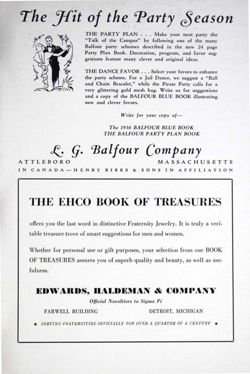 The Hit of the Party Season
THE PARTY PLAN . . . Make your next party the
"Talk of the Campus" by following one of the many
Balfour party schemes described in the new 24 page
Party Plan Book. Decoration, program, and favor sug-
gestions feature many clever and original ideas.
THE DANCE FAVOR . . . Select your favors to enhance
the party scheme. For a Jail Dance, we suggest a "Ball
and Chain Bracelet," while the Pirate Party calls for a
very glittering gold mesh bag. Write us for suggestions
and a copy of the BALFOUR BLUE BOOK illustrating
new and clever favors.
Write for your copy of—
The 1936 BALFOUR BLUE BOOK
The BALFOUR PARTY PLAN BOOK
L. G. Balfour Company
ATTLEBORO MASSACHUSETTS
IN CANADA—HENRY BIRKS & SONS IN AFFILIATION
THE EHCO BOOK OF TREASURES
offers you the last word in distinctive Fraternity Jewelry. It is truly a veri-
table treasure trove of smart suggestions for men and women.
Whether for personal use or gift purposes, your selection from our BOOK
OF TREASURES assures you of superb quality and beauty, as well as use-
fulness.
EDWARDS, HALDEMAN & COMPANY
Official Novelties to Sigma Pi
FARWELL BUILDING DETROIT, MICHIGAN
★ SERVING FRATERNITIES OFFICIALLY FOR OVER A QUARTER OF A CENTURY ★